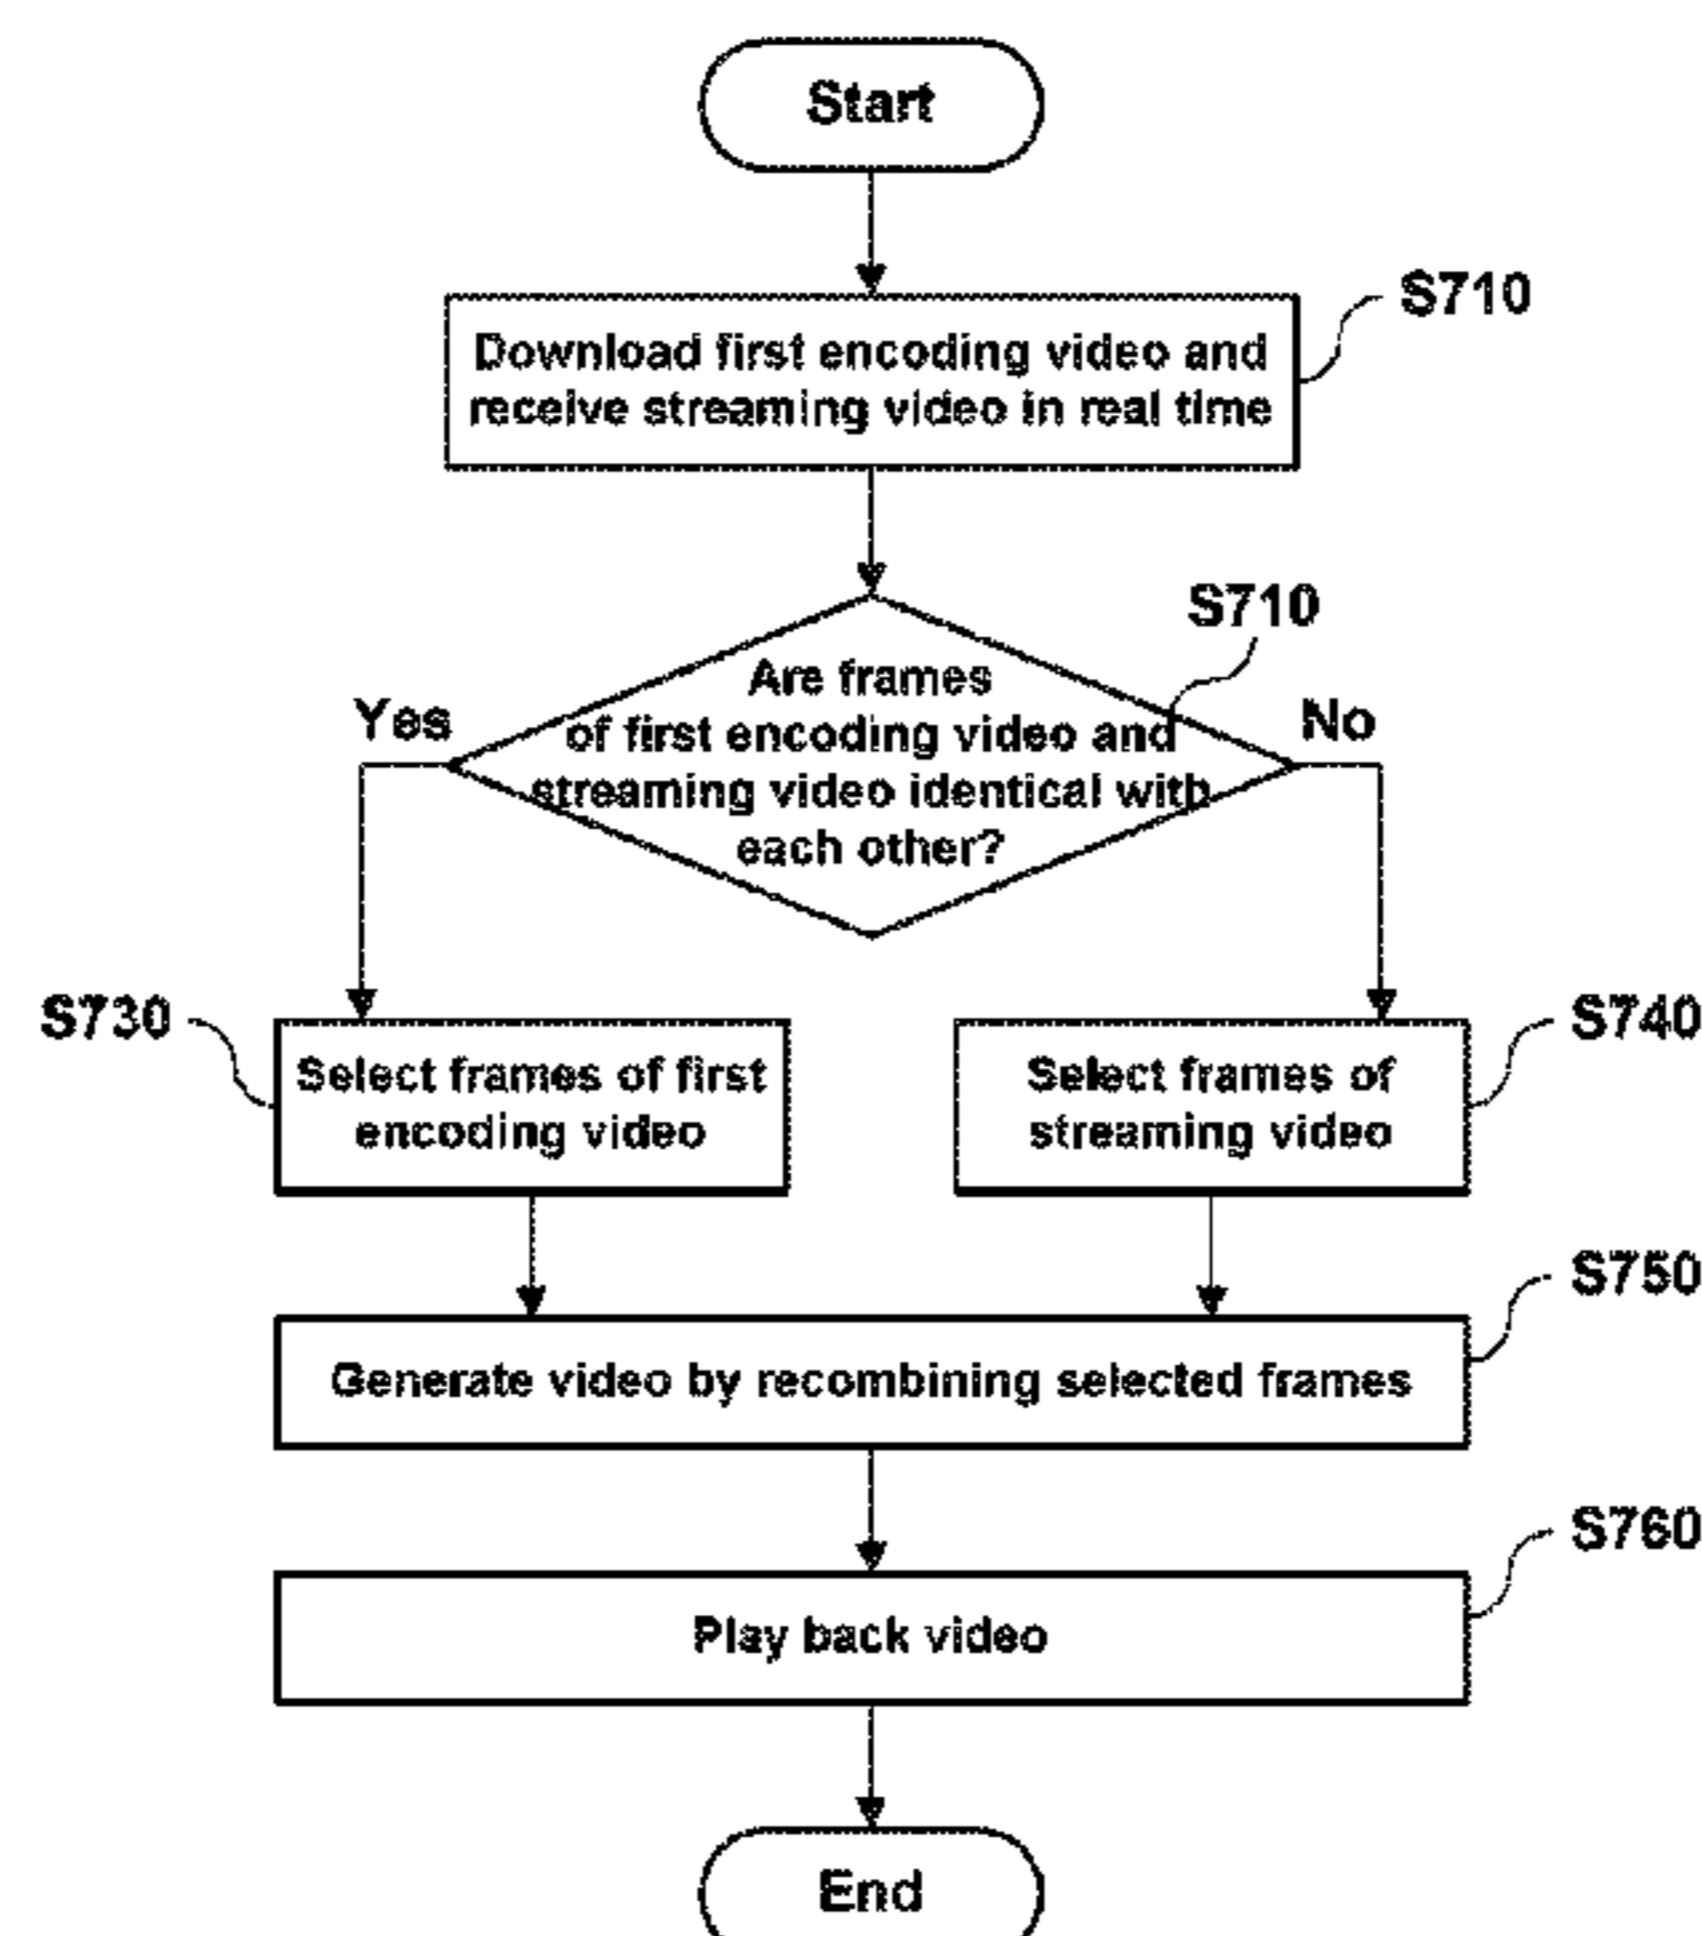 Start
S710
Download first encoding video and
receive streaming video in real time
S710
Are frames
of first encoding video and
streaming video identical with
each other?
Yes
No
S730
Select frames of first
encoding video
S740
Select frames of
streaming video
S750
Generate video by recombining selected frames
S760
Play back video
End